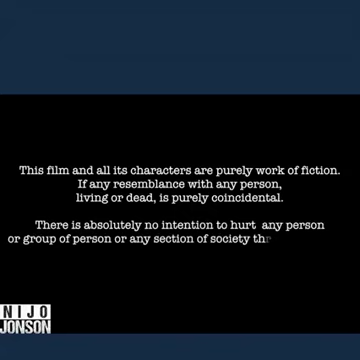 This film and all its characters are purely work of fiction.
If any resemblance with any person,
living or dead, is purely coincidental.
There is absolutely no intention to hurt any person
or group of person or any section of society thr
NIJO
JONSON